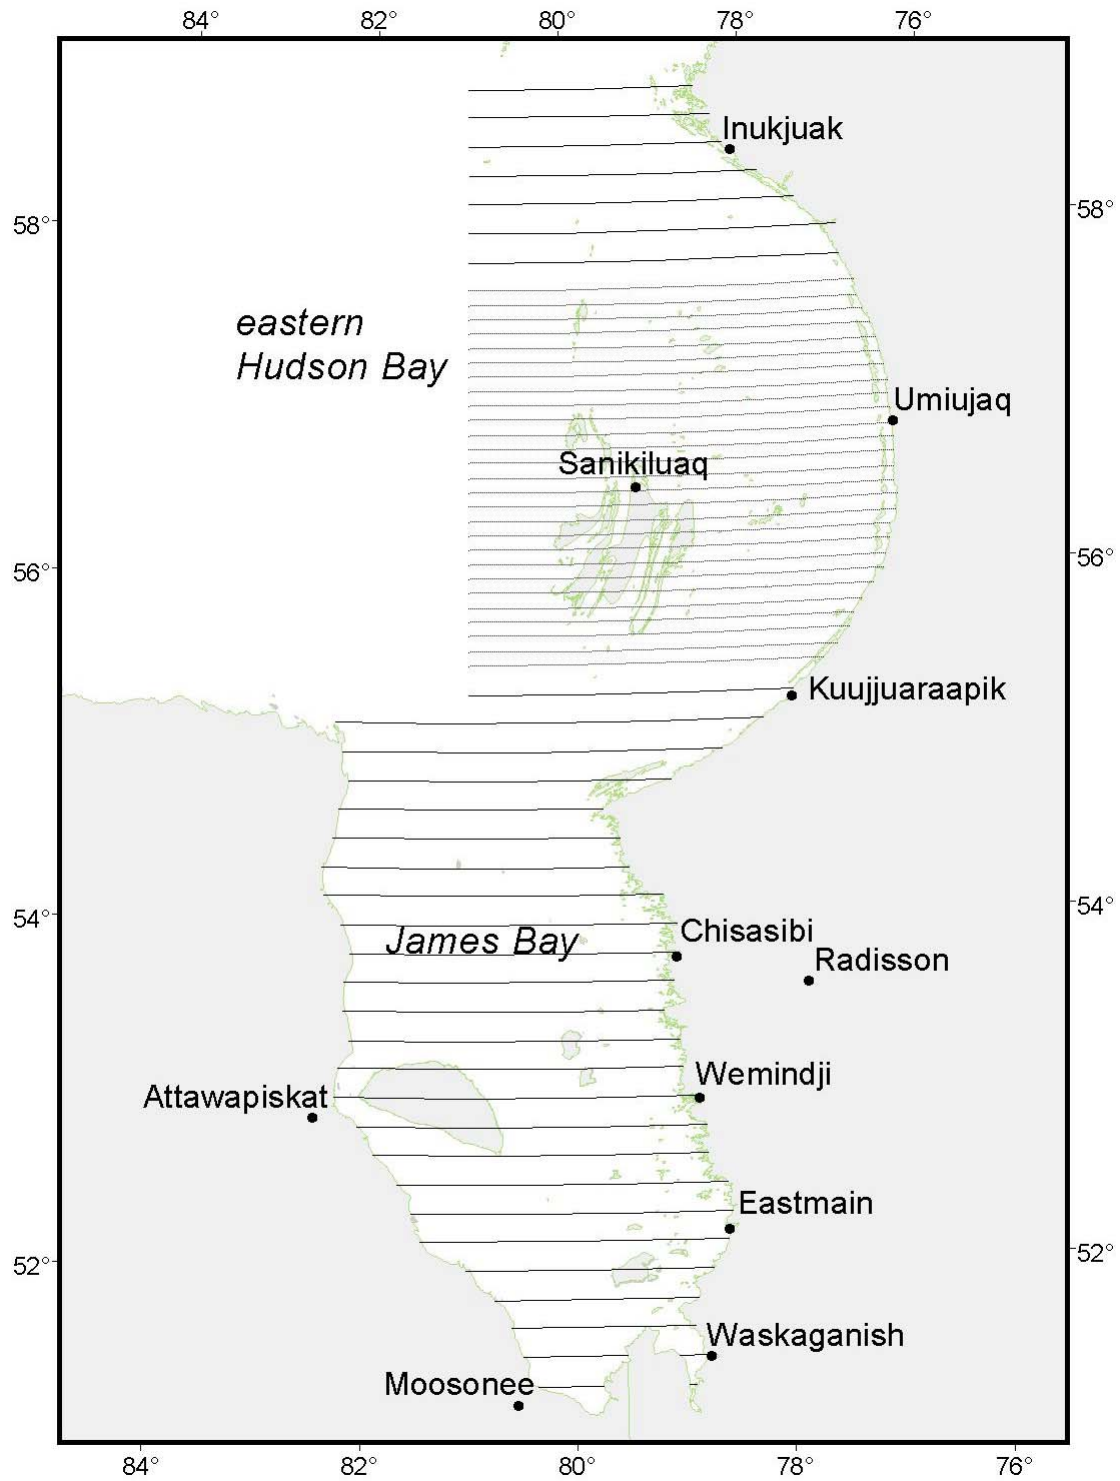 84° 82° 80° 78° 76°
Inukjuak
58° 58°
eastern
Hudson Bay
Umiujaq
Sanikiluaq
56° 56°
Kuujjuaraapik
54° 54°
Chisasibi
James Bay
Radisson
Wemindji
Attawapiskat
Eastmain
52° 52°
Waskaganish
Moosonee
84° 82° 80° 78° 76°